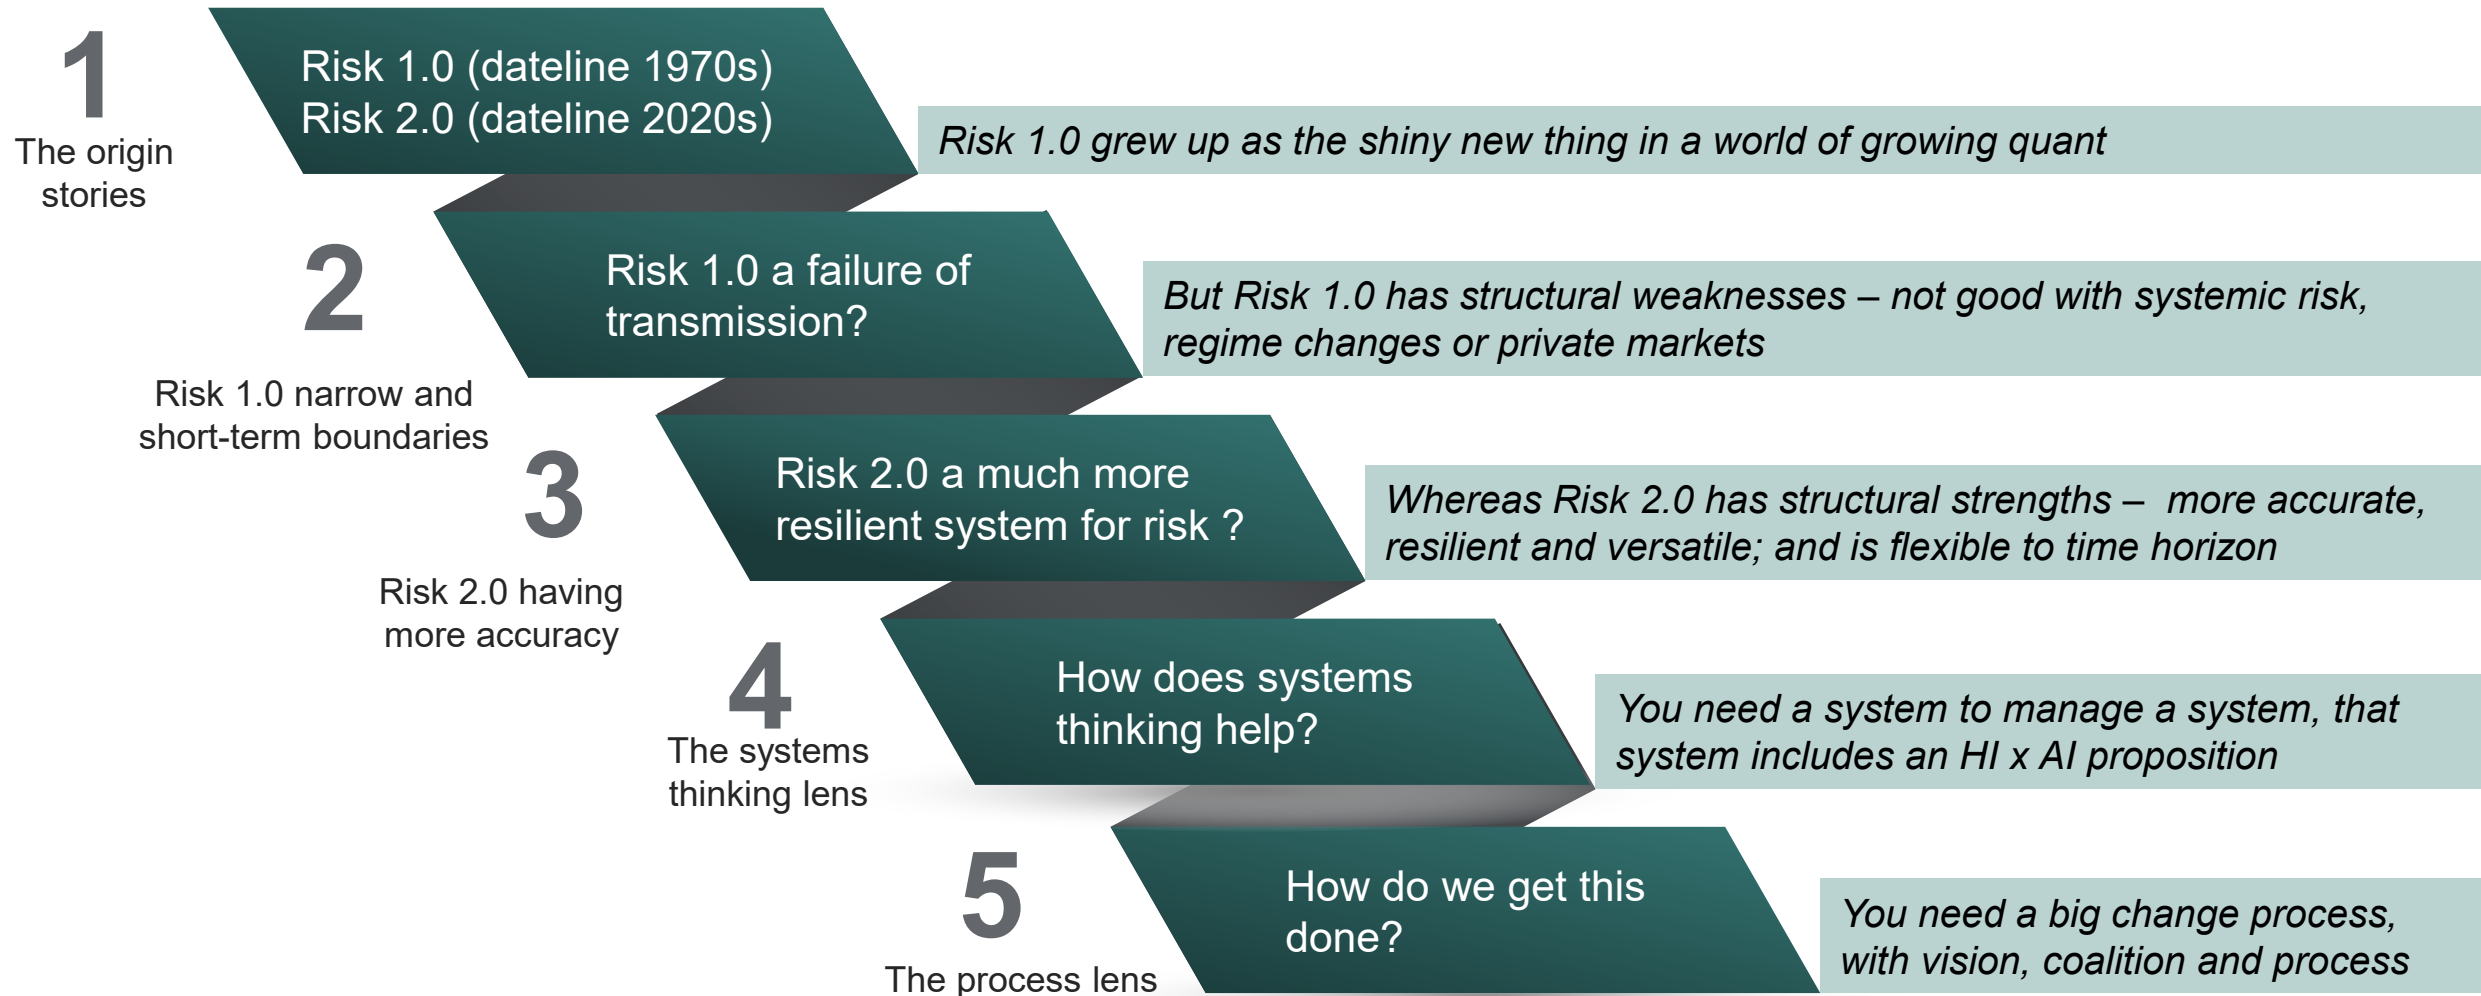 1
The origin
stories
Risk 1.0 (dateline 1970s)
Risk 2.0 (dateline 2020s)
Risk 1.0 grew up as the shiny new thing in a world of growing quant
2
Risk 1.0 narrow and
short-term boundaries
Risk 1.0 a failure of
transmission?
But Risk 1.0 has structural weaknesses – not good with systemic risk,
regime changes or private markets
3
Risk 2.0 having
more accuracy
Risk 2.0 a much more
resilient system for risk ?
Whereas Risk 2.0 has structural strengths –  more accurate,
resilient and versatile; and is flexible to time horizon
4
The systems
thinking lens
How does systems
thinking help?
You need a system to manage a system, that
system includes an HI x AI proposition
5
The process lens
How do we get this
done?
You need a big change process,
with vision, coalition and process